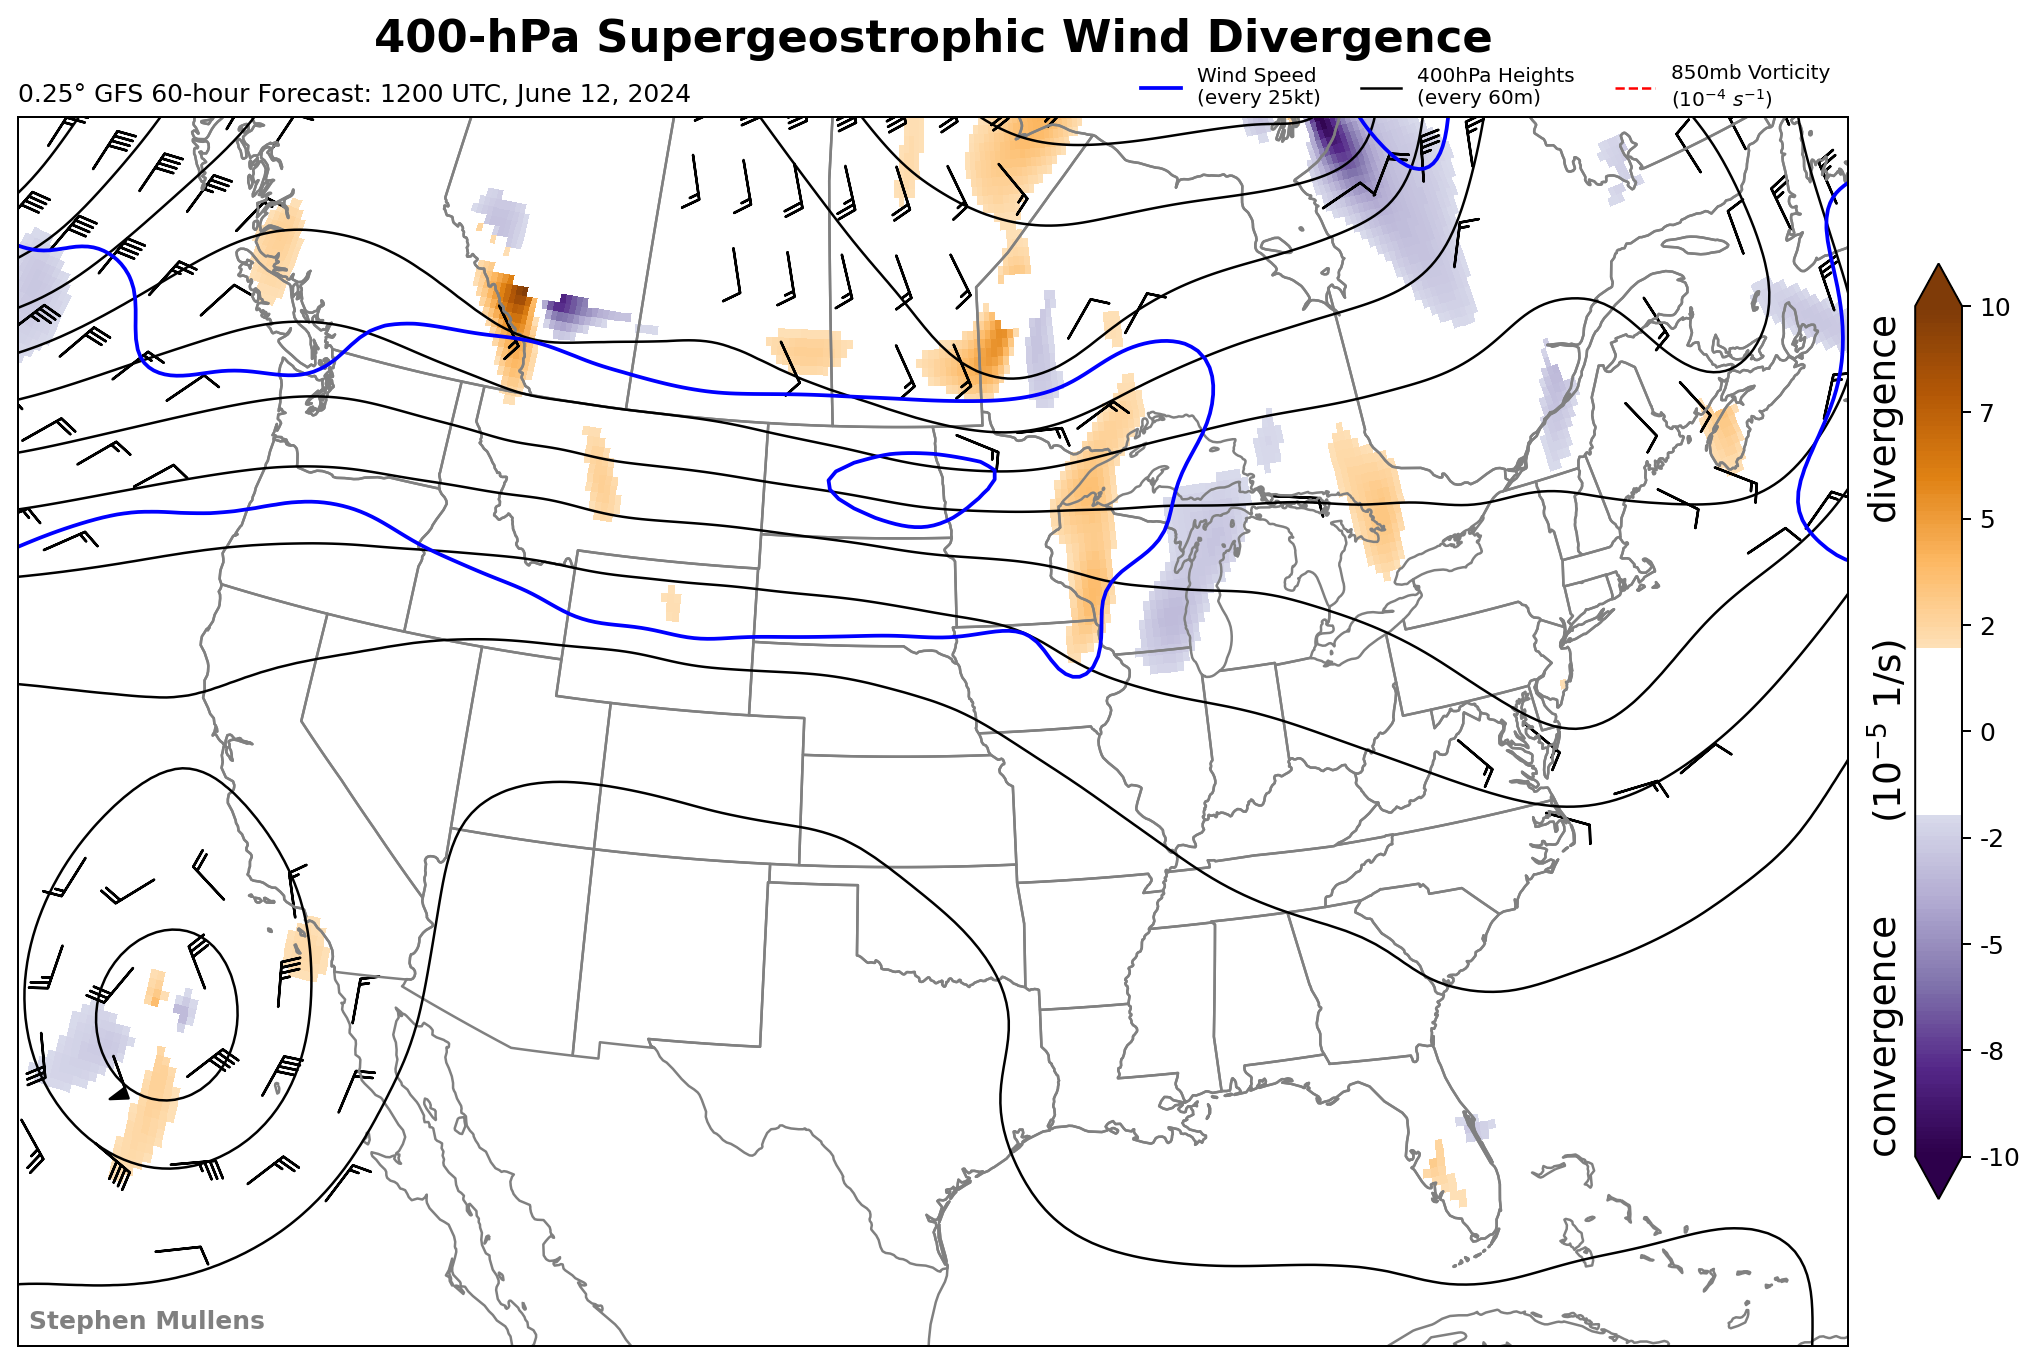 400-hPa Supergeostrophic Wind Divergence
0.25° GFS 60-hour Forecast: 1200 UTC, June 12, 2024
Wind Speed
(every 25kt)
400hPa Heights
(every 60m)
850mb Vorticity
(10⁻⁴ s⁻¹)
10
7
5
2
0
-2
-5
-8
-10
convergence (10⁻⁵ 1/s) divergence
Stephen Mullens